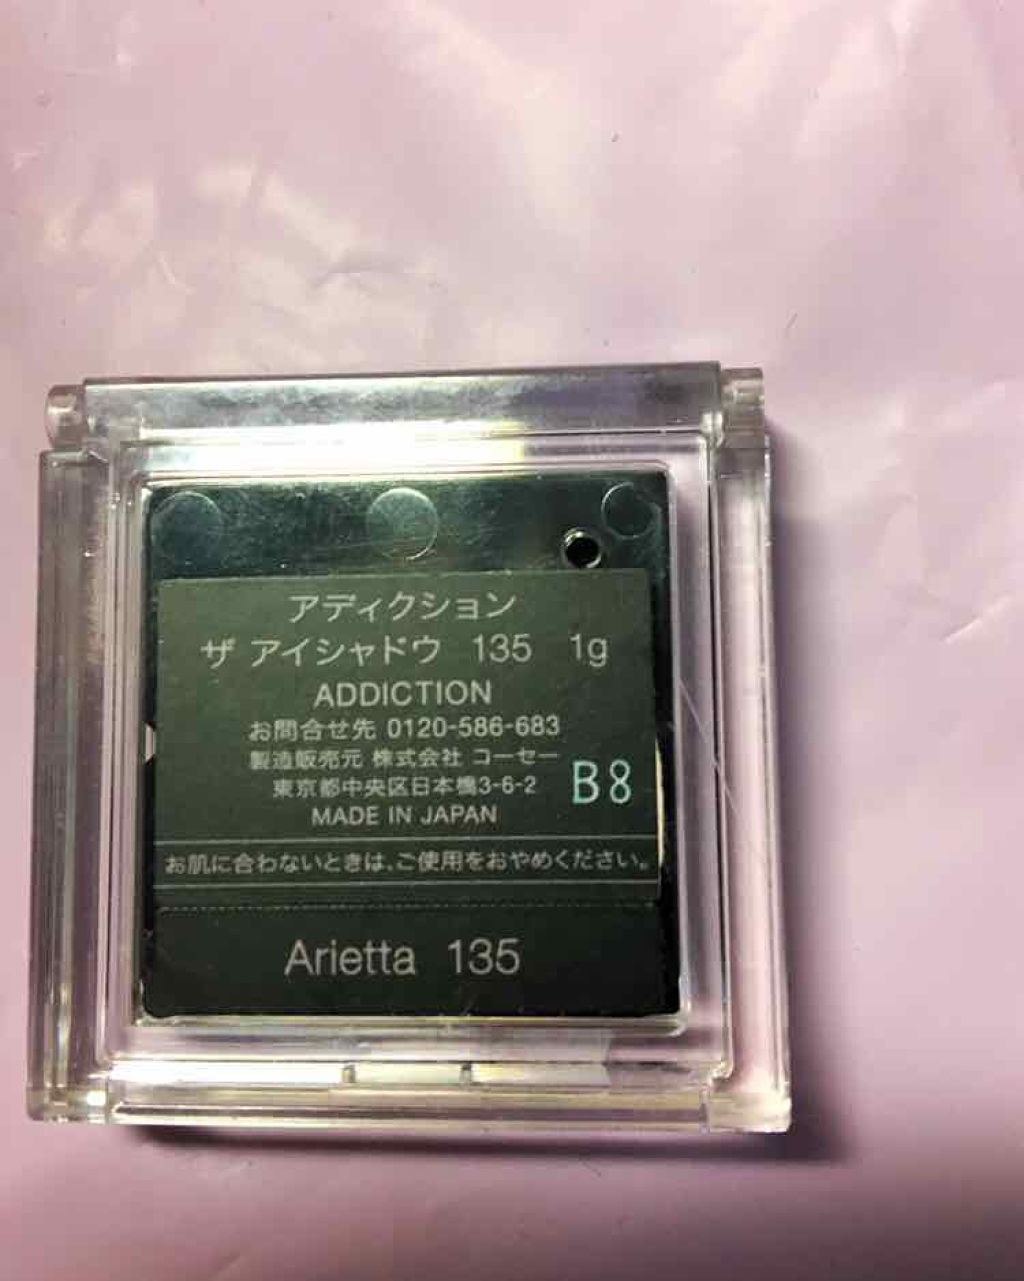 アディクション
ザ アイシャドウ 135 1g
ADDICTION
お問合せ先 0120-586-683
製造販売元 株式会社 コーセー
東京都中央区日本橋3-6-2
B8
MADE IN JAPAN
お肌に合わないときは、ご使用をおやめください。
Arietta 135